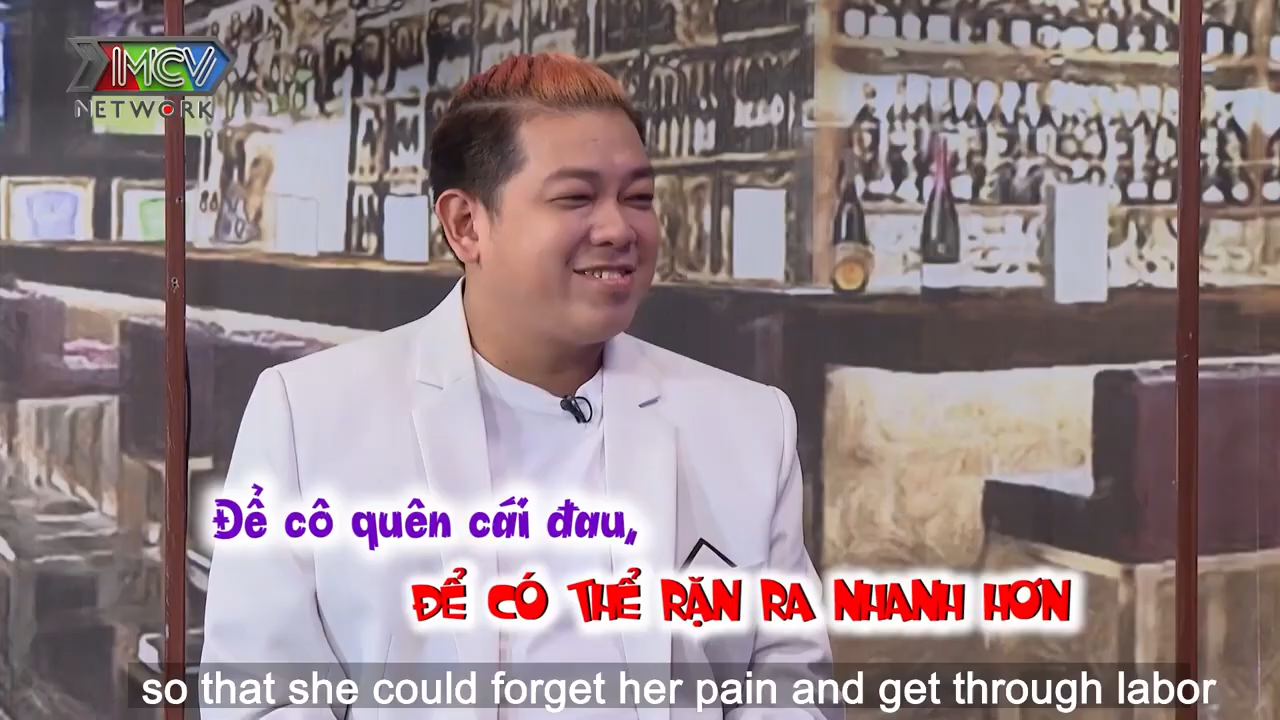 MCV
NETWORK
Để cô quên cái đau,
ĐỂ CÓ THỂ RẶN RA NHANH HƠN
so that she could forget her pain and get through labor